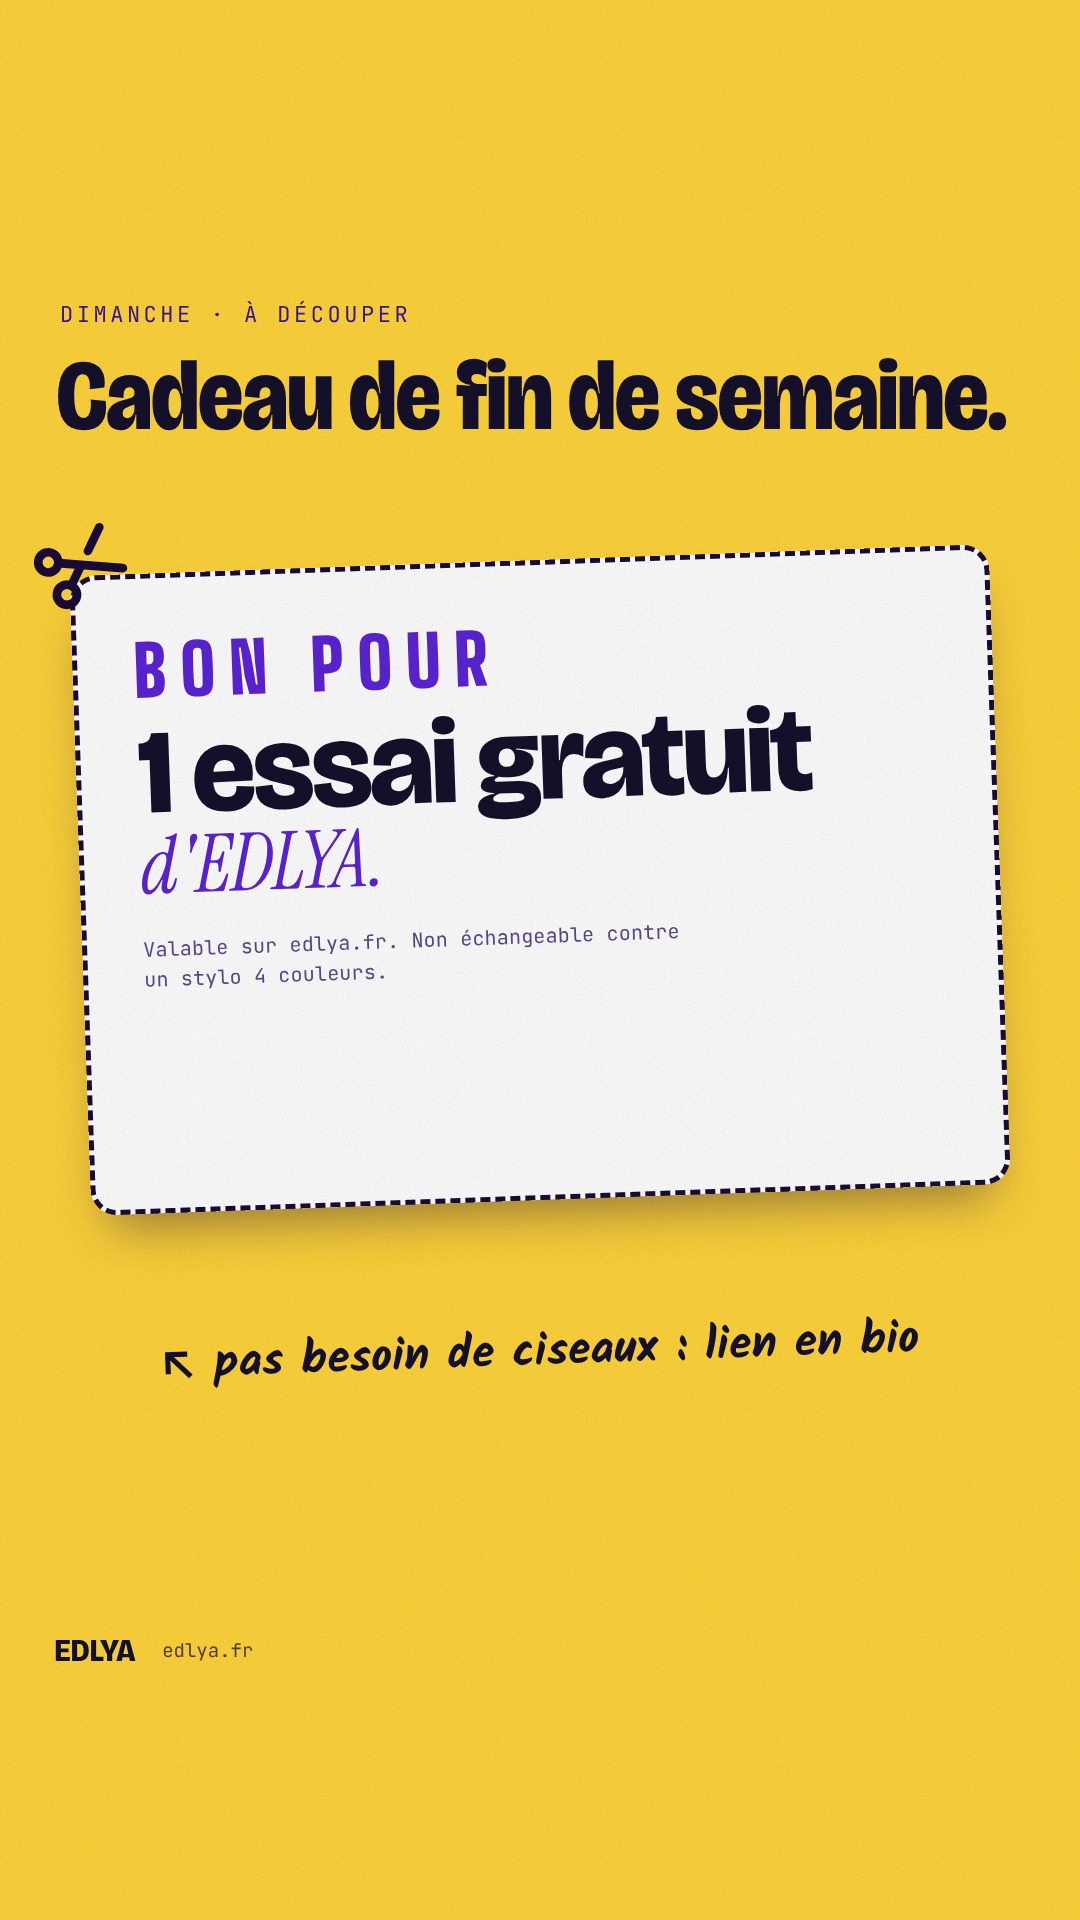 DIMANCHE · À DÉCOUPER
Cadeau de fin de semaine.
BON POUR
1 essai gratuit
d'EDLYA.
Valable sur edlya.fr. Non échangeable contre
un stylo 4 couleurs.
↖ pas besoin de ciseaux : lien en bio
EDLYA edlya.fr